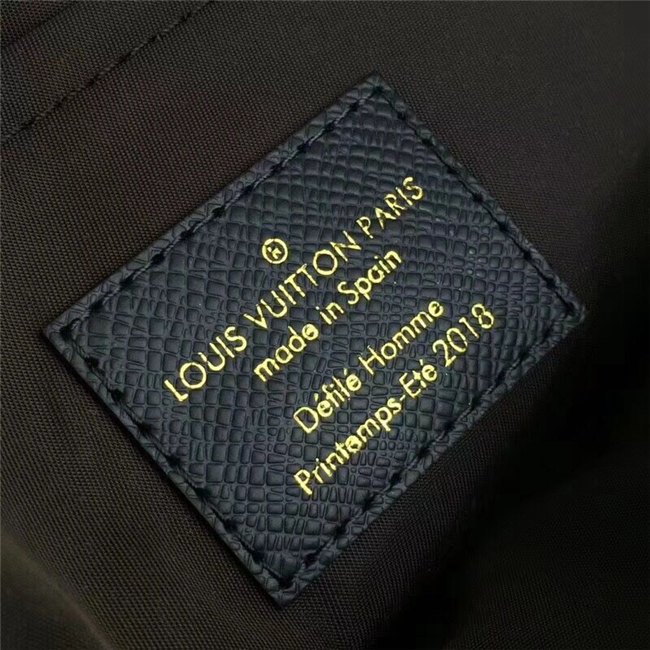 ®
LOUIS VUITTON PARIS
made in Spain
Défilé Homme
Printemps-Eté 2018